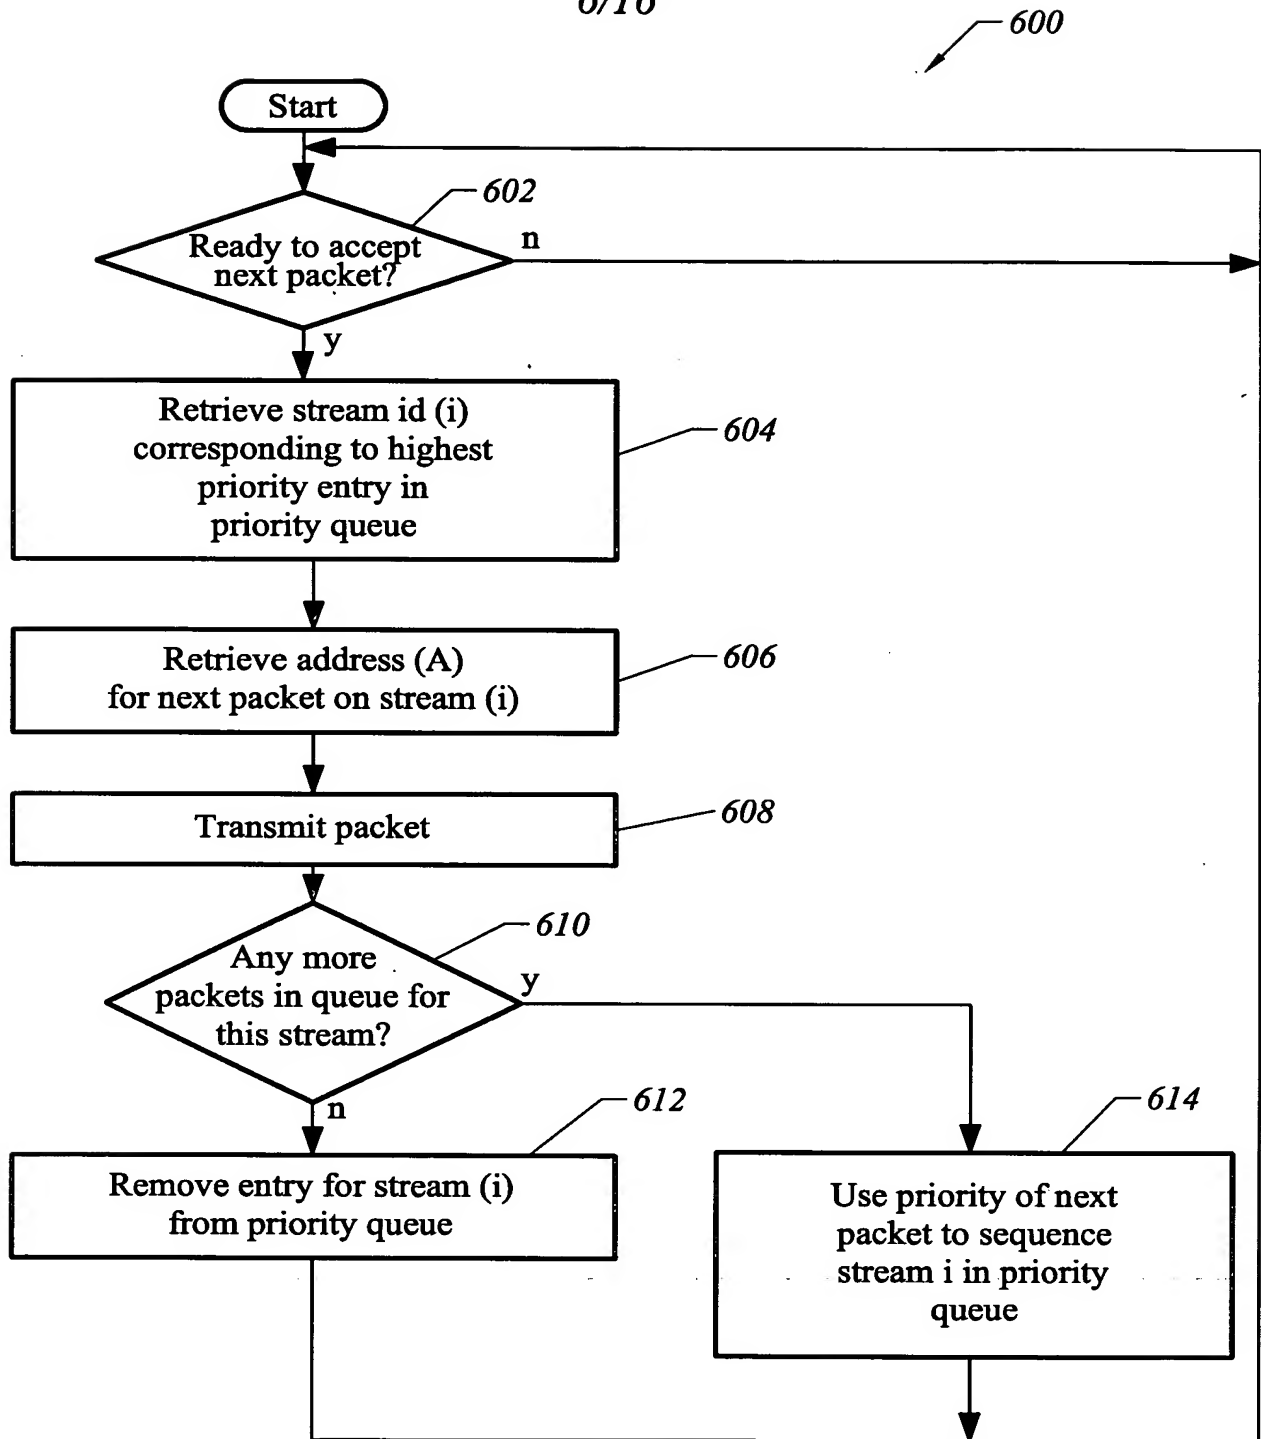 6/16
600
Start
602
Ready to accept
next packet?
n
y
Retrieve stream id (i)
corresponding to highest
priority entry in
priority queue
604
Retrieve address (A)
for next packet on stream (i)
606
Transmit packet
608
610
Any more
packets in queue for
this stream?
y
n
612
614
Remove entry for stream (i)
from priority queue
Use priority of next
packet to sequence
stream i in priority
queue